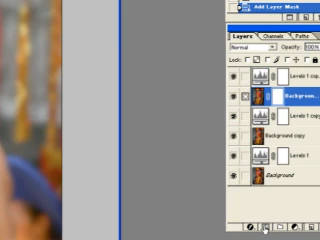 Add Layer Mask
Layers Channels Paths
Normal Opacity: 100%
Lock:
Levels 1 cop...
Backgroun...
Levels 1 copy
Background copy
Levels 1
Background